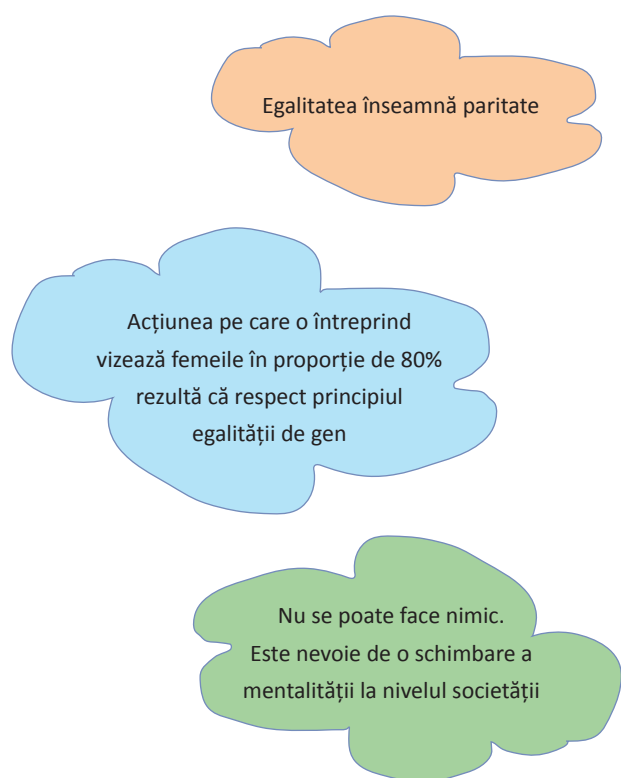 Egalitatea înseamnă paritate
Acțiunea pe care o întreprind
vizează femeile în proporție de 80%
rezultă că respect principiul
egalității de gen
Nu se poate face nimic.
Este nevoie de o schimbare a
mentalității la nivelul societății